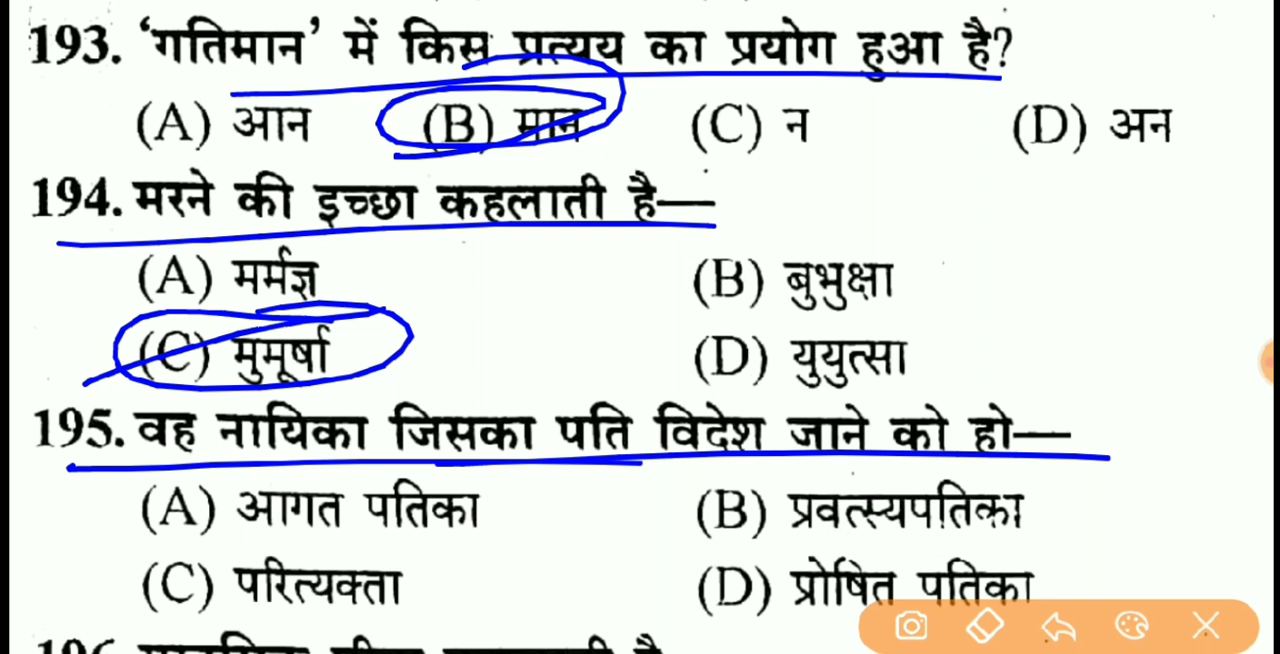 193. ‘गतिमान’ में किस प्रत्यय का प्रयोग हुआ है?
(A) आन (B) मान (C) न (D) अन
194. मरने की इच्छा कहलाती है—
(A) मर्मज्ञ (B) बुभुक्षा
(C) मुमूर्षा (D) युयुत्सा
195. वह नायिका जिसका पति विदेश जाने को हो—
(A) आगत पतिका (B) प्रवत्स्यपतिका
(C) परित्यक्ता (D) प्रोषित पतिका